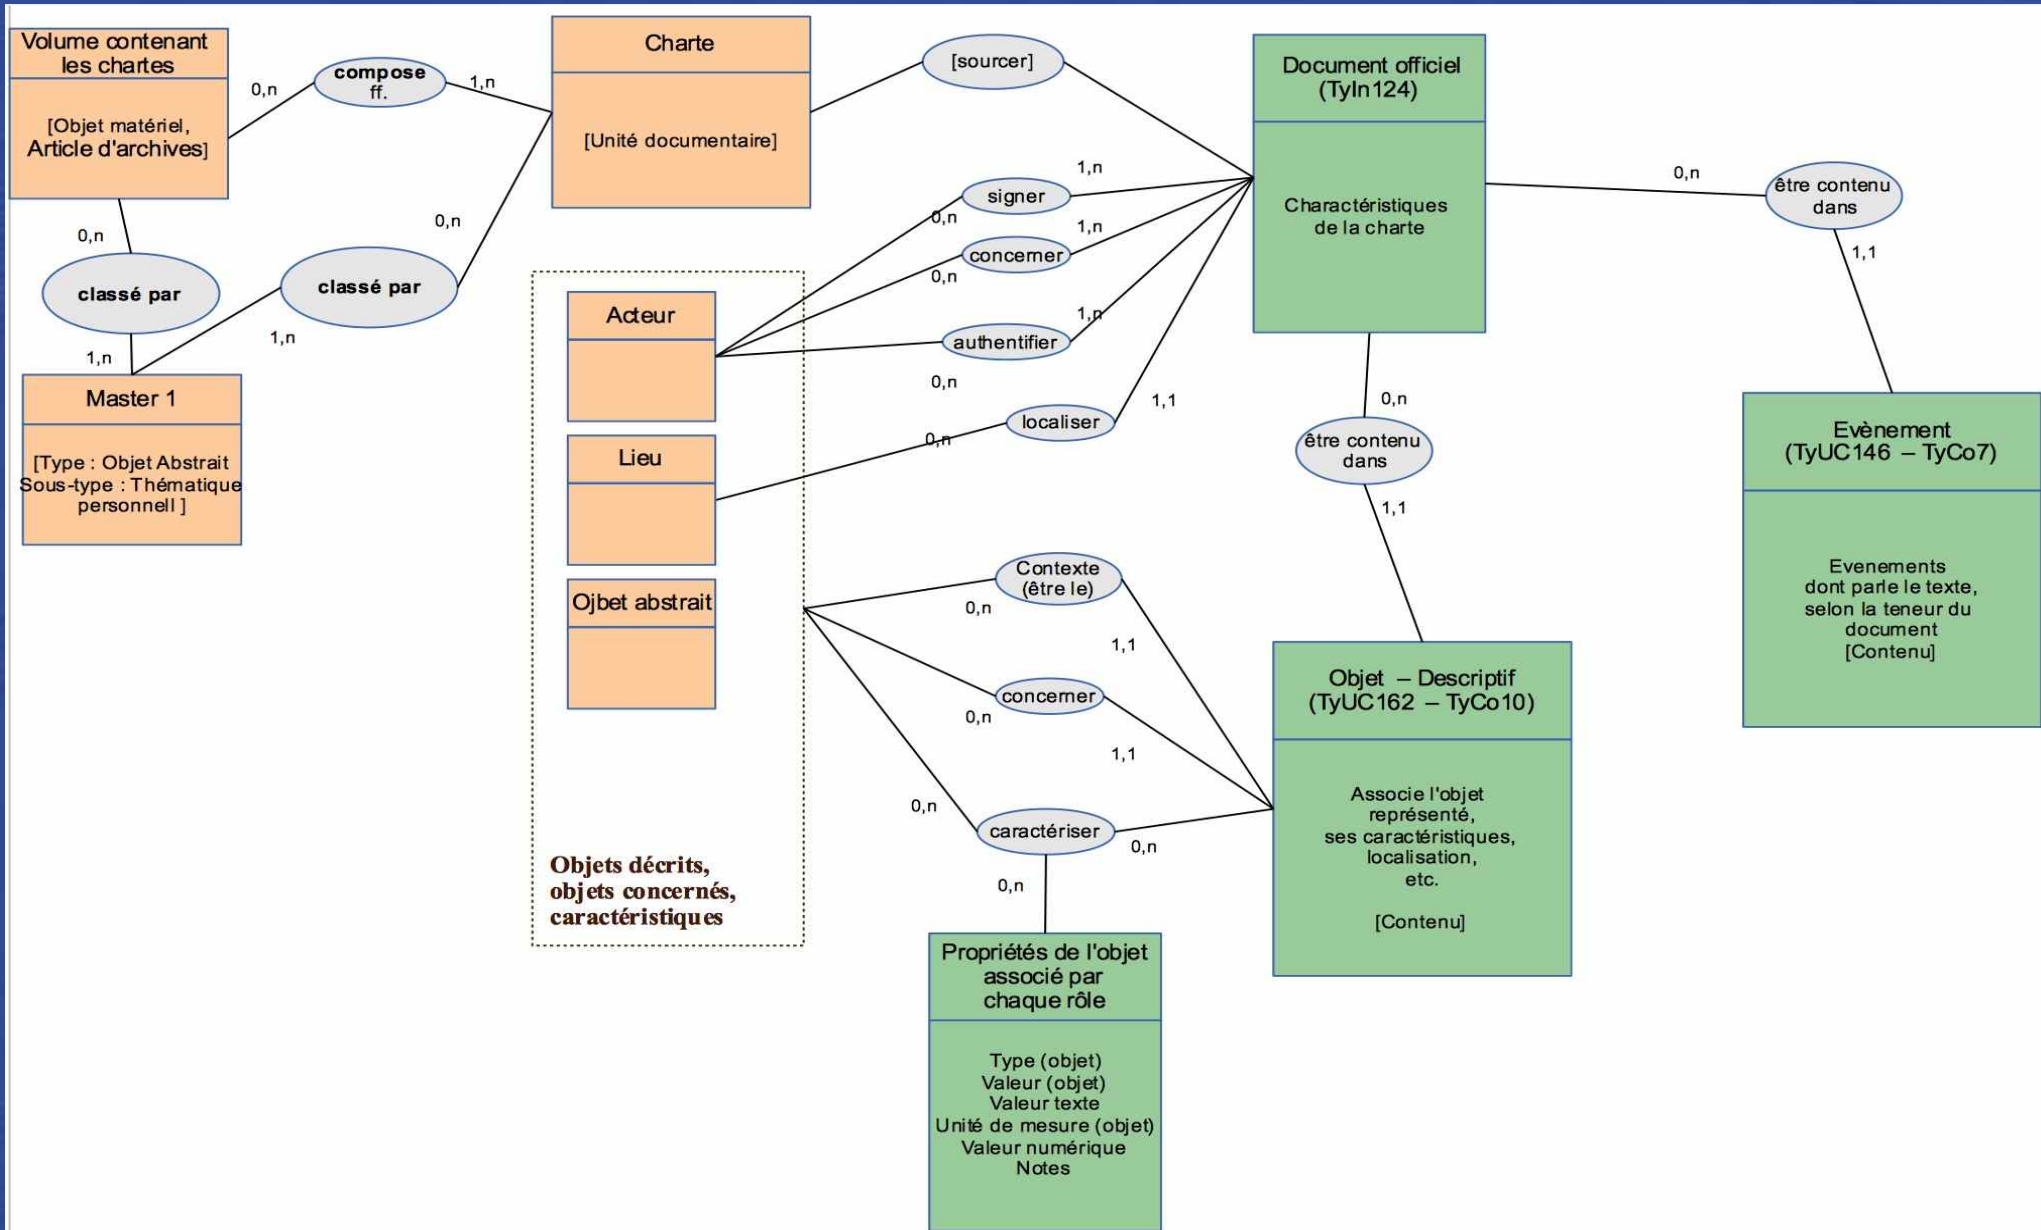 Volume contenant
les chartes
[Objet matériel,
Article d'archives]
0,n
compose
ff.
1,n
Charte
[Unité documentaire]
[sourcer]
Document officiel
(TyIn124)
Charactéristiques
de la charte
0,n
être contenu
dans
1,1
0,n
classé par
1,n
0,n
classé par
1,n
Master 1
[Type : Objet Abstrait
Sous-type : Thématique
personnell ]
1,n
signer
0,n
1,n
concerner
0,n
1,n
authentifier
0,n
1,1
localiser
0,n
Acteur
Lieu
Ojbet abstrait
Objets décrits,
objets concernés,
caractéristiques
0,n
être contenu
dans
1,1
Evènement
(TyUC146 – TyCo7)
Evenements
dont parle le texte,
selon la teneur du
document
[Contenu]
Contexte
(être le)
0,n
1,1
concerner
0,n
1,1
0,n
caractériser
0,n
0,n
Objet – Descriptif
(TyUC162 – TyCo10)
Associe l'objet
représenté,
ses caractéristiques,
localisation,
etc.
[Contenu]
Propriétés de l'objet
associé par
chaque rôle
Type (objet)
Valeur (objet)
Valeur texte
Unité de mesure (objet)
Valeur numérique
Notes